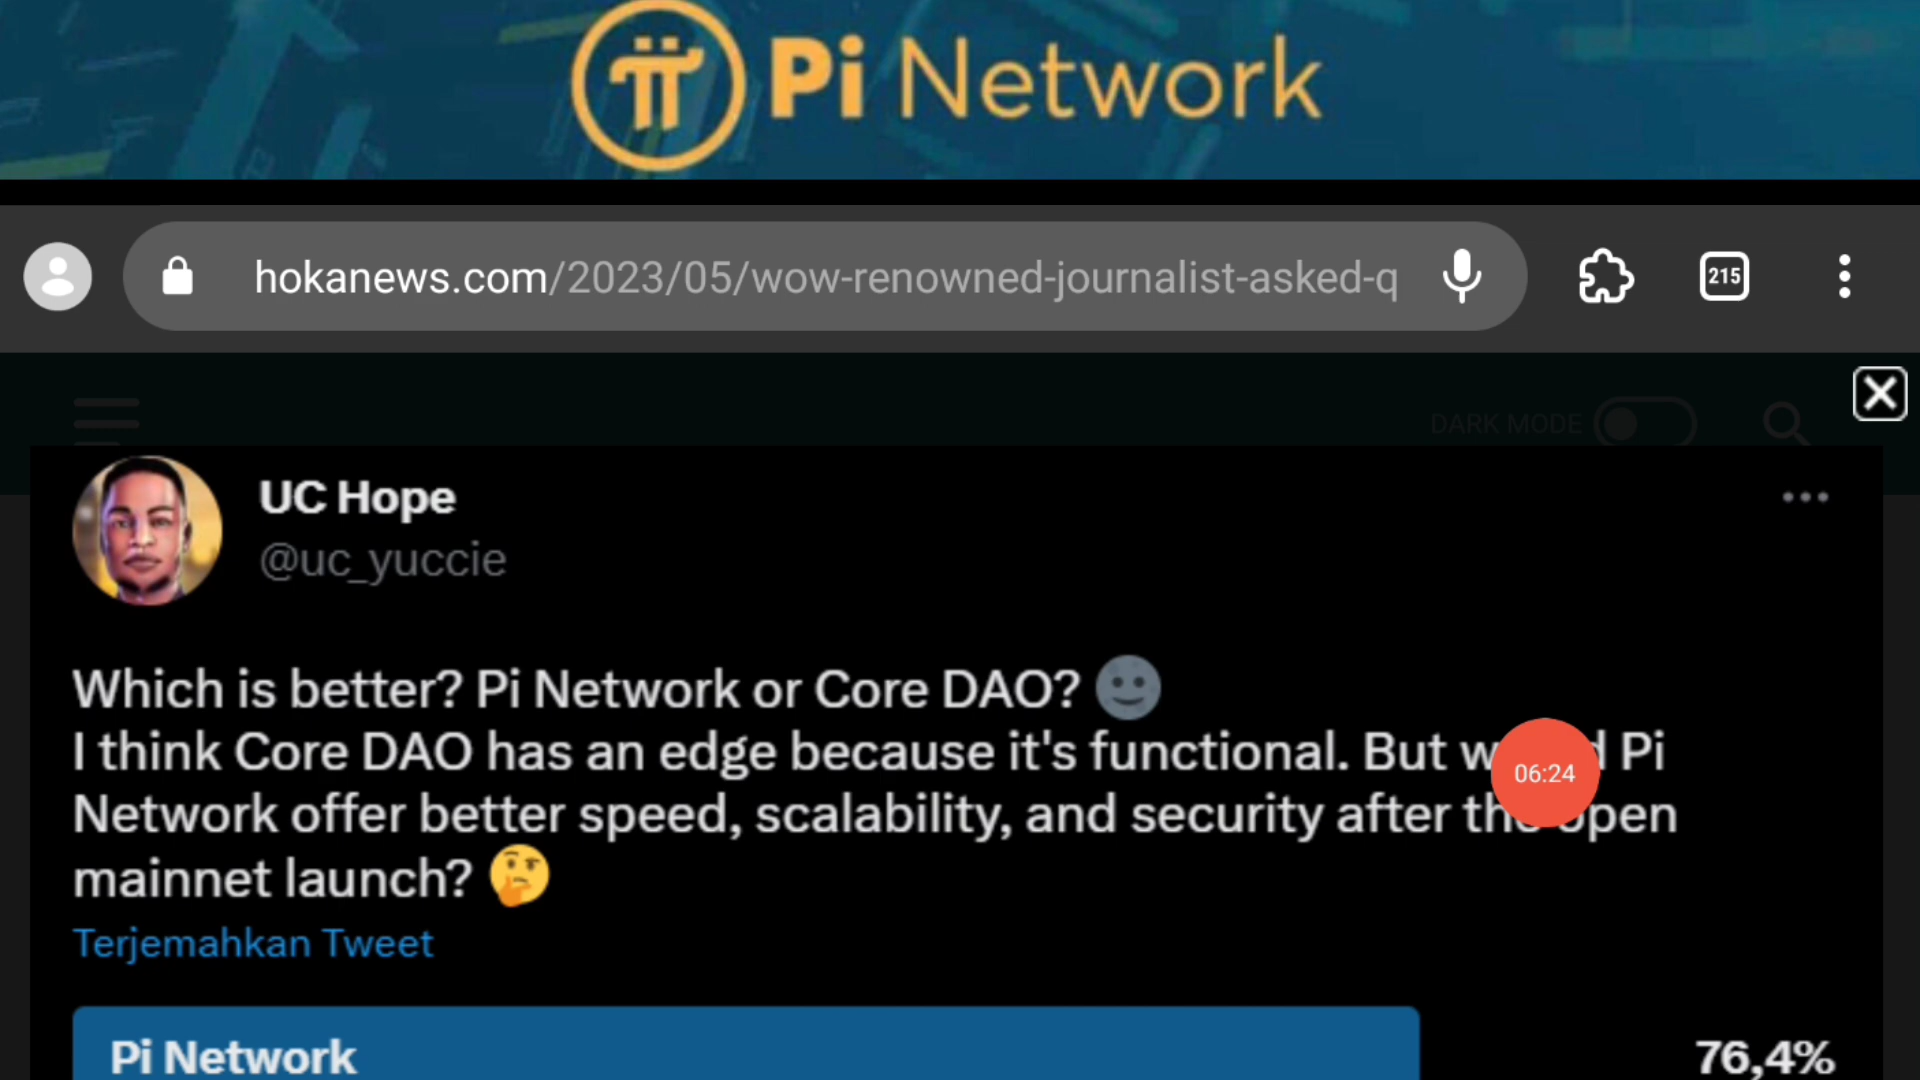 Pi Network
hokanews.com/2023/05/wow-renowned-journalist-asked-q
215
DARK MODE
UC Hope
@uc_yuccie
Which is better? Pi Network or Core DAO? 🌚
I think Core DAO has an edge because it's functional. But Pi
06:24
Network offer better speed, scalability, and security after the open
mainnet launch? 🤔
Terjemahkan Tweet
Pi Network 76,4%